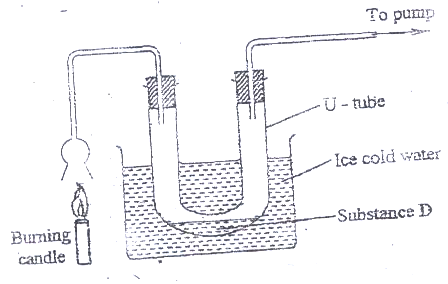 To pump
U - tube
Ice cold water
Substance D
Burning
candle